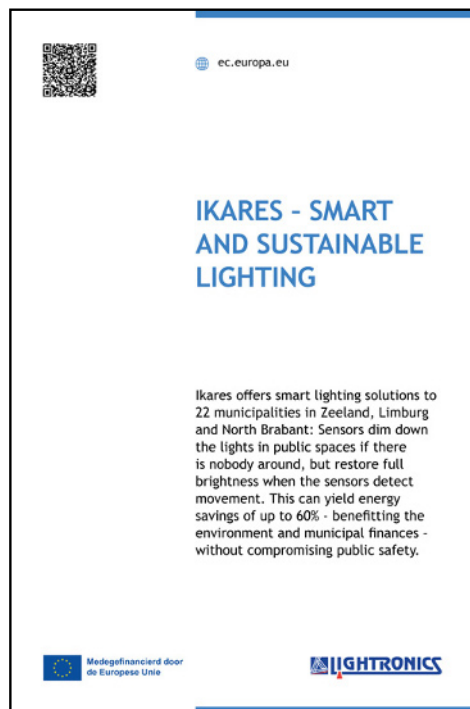 ec.europa.eu
IKARES - SMART
AND SUSTAINABLE
LIGHTING
Ikares offers smart lighting solutions to
22 municipalities in Zeeland, Limburg
and North Brabant: Sensors dim down
the lights in public spaces if there
is nobody around, but restore full
brightness when the sensors detect
movement. This can yield energy
savings of up to 60% - benefitting the
environment and municipal finances -
without compromising public safety.
Medegefinancierd door
de Europese Unie
LIGHTRONICS